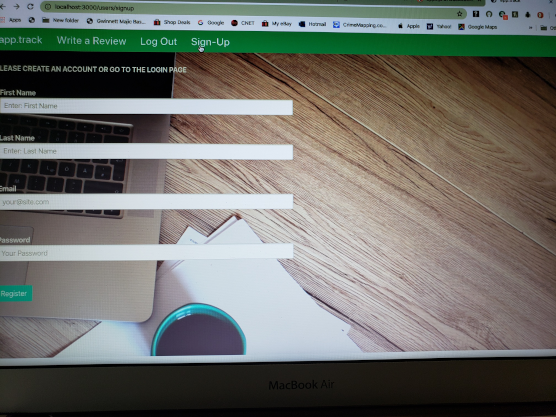 localhost:3000/users/signup
Apps
New folder
Gwinnett Majic Ben...
Shop Deals
Google
CNET
My eBay
Hotmail
CrimeMapping.co...
Apple
Yahoo!
Google Maps
app.track Write a Review Log Out Sign-Up
LEASE CREATE AN ACCOUNT OR GO TO THE LOGIN PAGE
First Name
Enter: First Name
Last Name
Enter: Last Name
Email
your@site.com
Password
Your Password
Register
MacBook Air